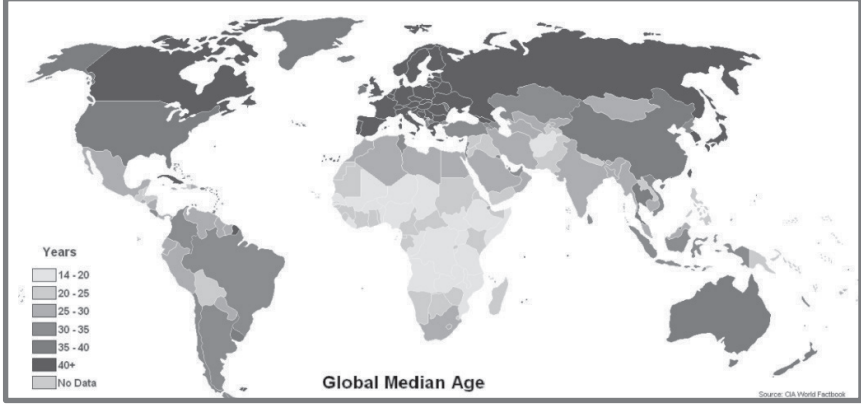 Years
14 - 20
20 - 25
25 - 30
30 - 35
35 - 40
40+
No Data
Global Median Age
Source: CIA World Factbook